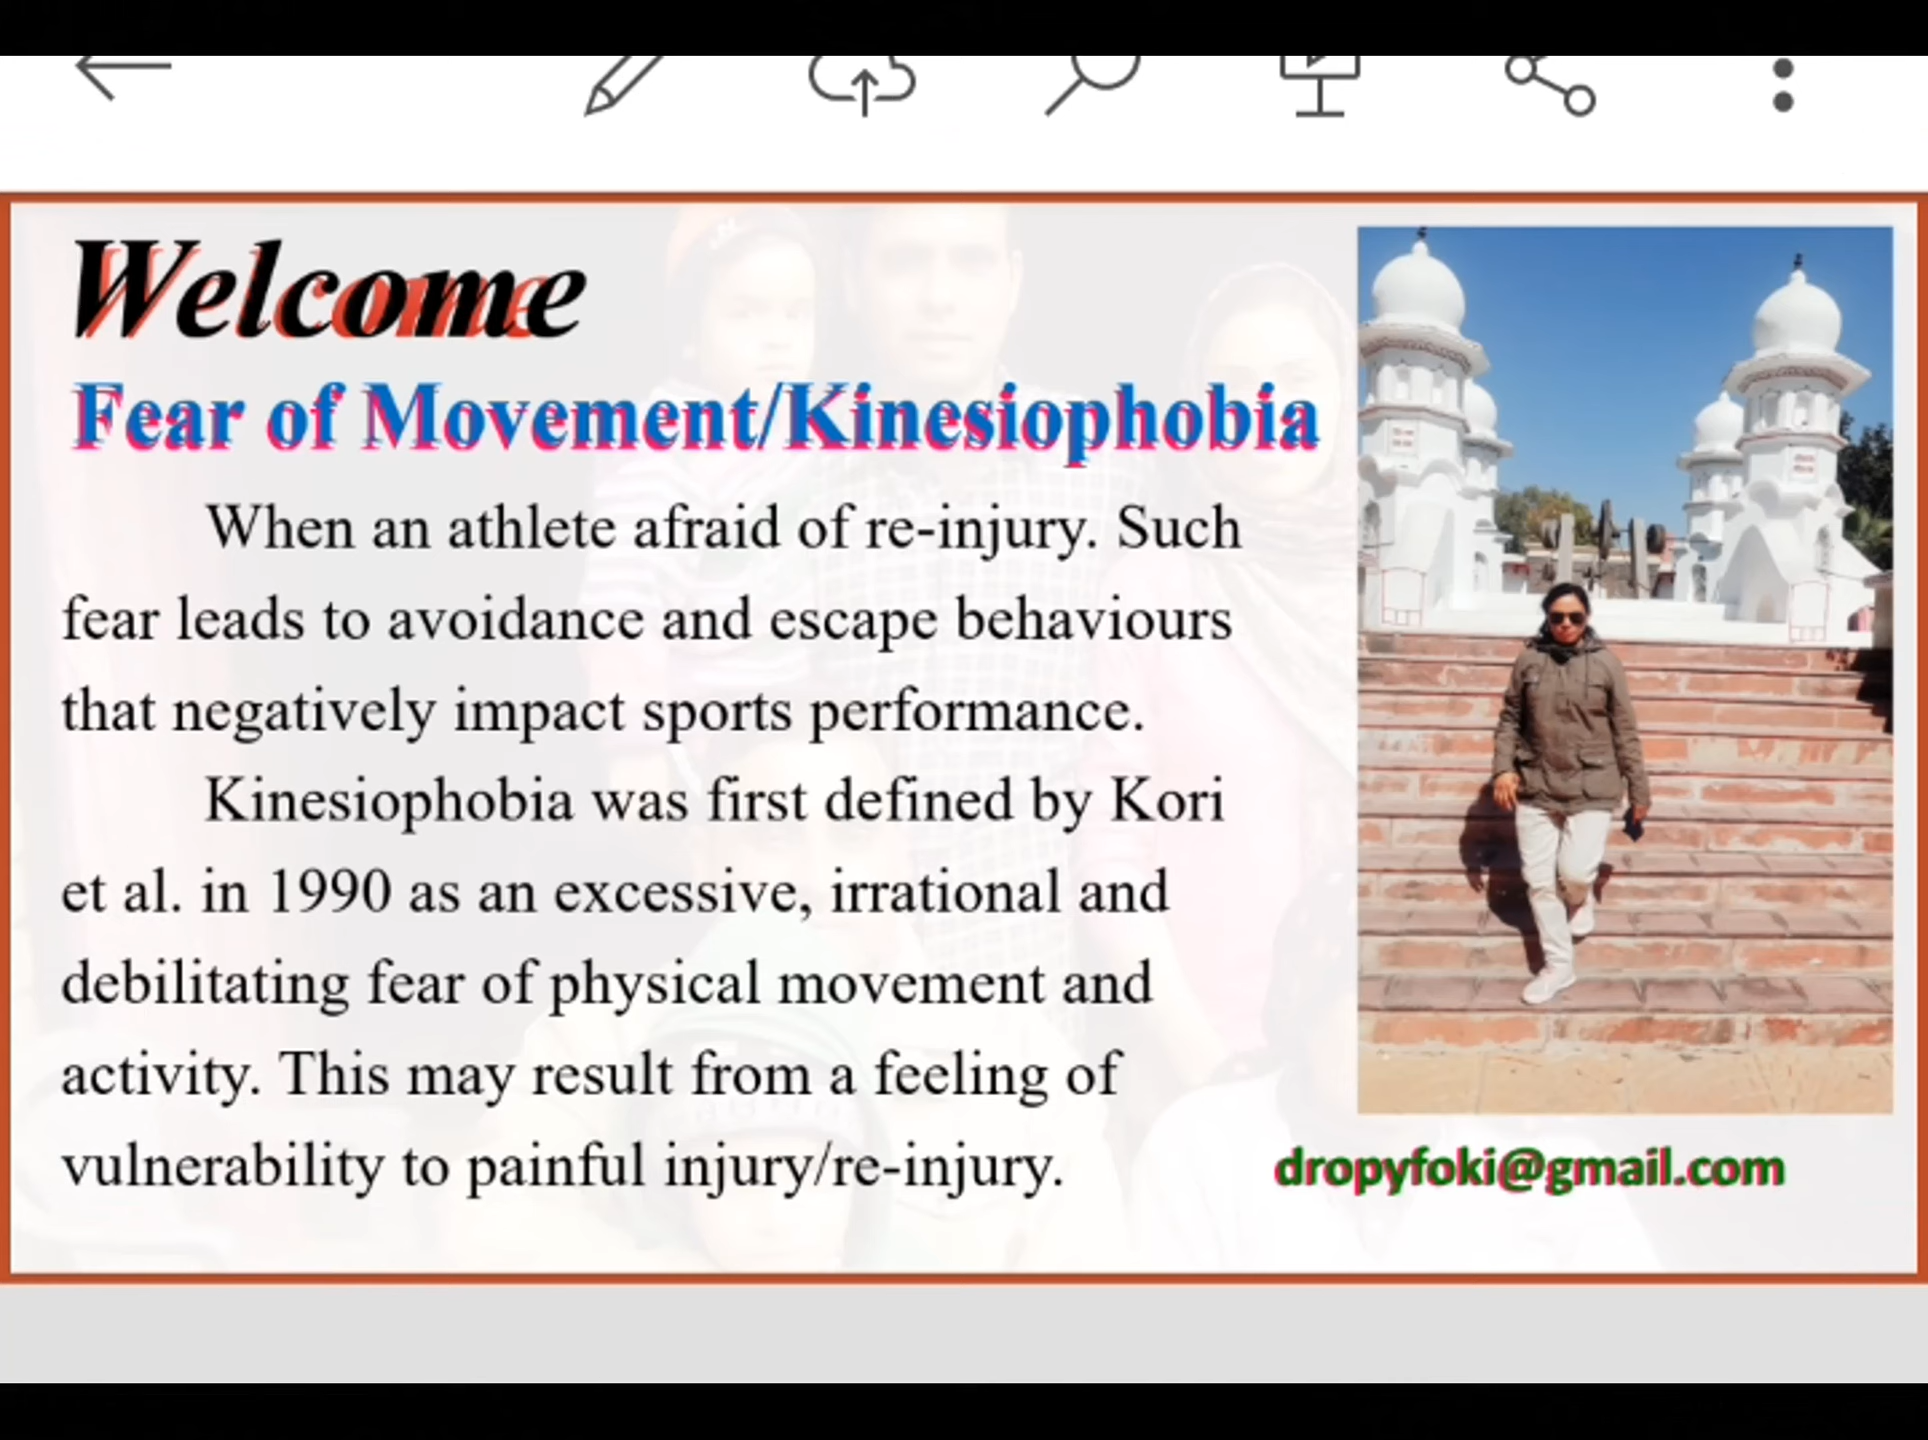 Welcome
Fear of Movement/Kinesiophobia
When an athlete afraid of re-injury. Such
fear leads to avoidance and escape behaviours
that negatively impact sports performance.
Kinesiophobia was first defined by Kori
et al. in 1990 as an excessive, irrational and
debilitating fear of physical movement and
activity. This may result from a feeling of
vulnerability to painful injury/re-injury.
dropyfoki@gmail.com